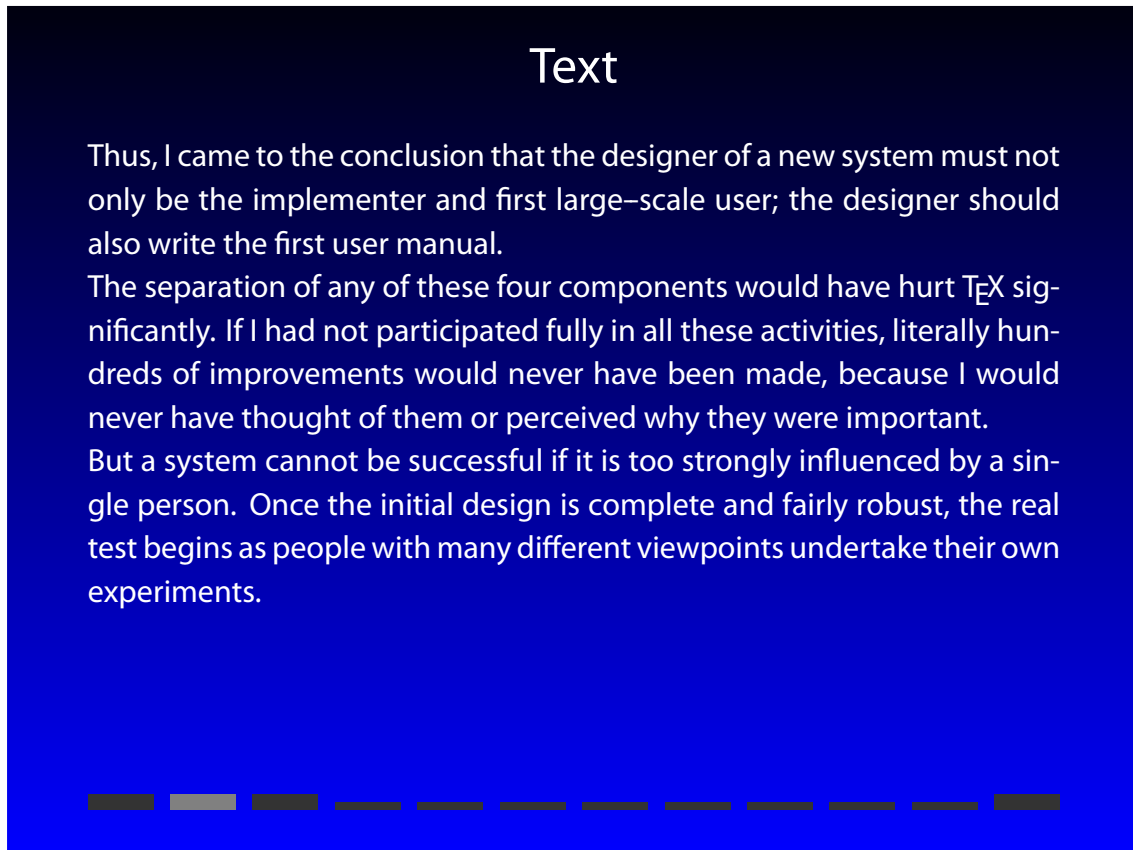 Text
Thus, I came to the conclusion that the designer of a new system must not
only be the implementer and first large–scale user; the designer should
also write the first user manual.
The separation of any of these four components would have hurt TEX sig-
nificantly. If I had not participated fully in all these activities, literally hun-
dreds of improvements would never have been made, because I would
never have thought of them or perceived why they were important.
But a system cannot be successful if it is too strongly influenced by a sin-
gle person. Once the initial design is complete and fairly robust, the real
test begins as people with many different viewpoints undertake their own
experiments.